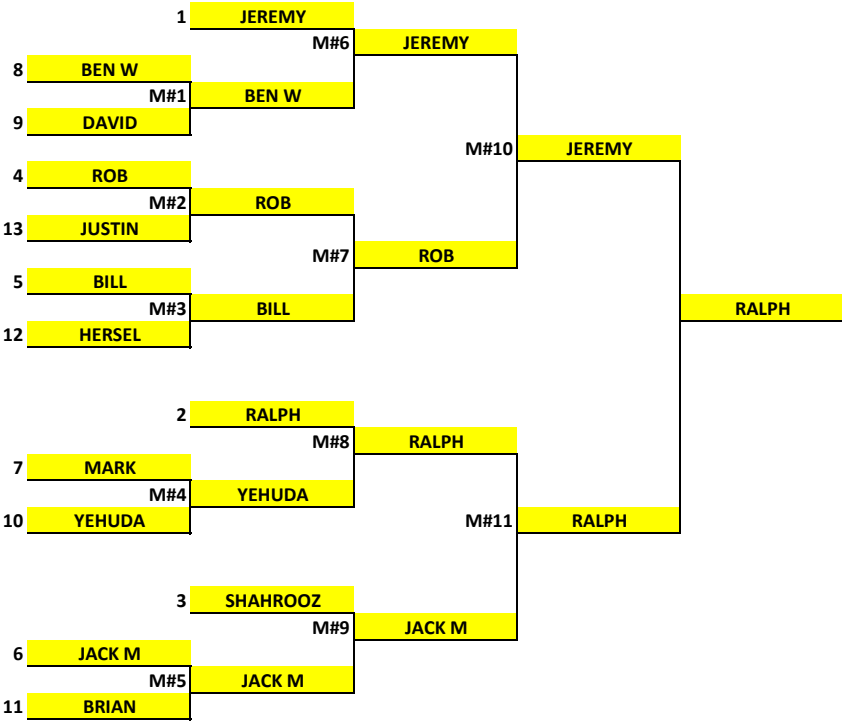 1 JEREMY
M#6 JEREMY
8 BEN W
M#1 BEN W
9 DAVID
M#10 JEREMY
4 ROB
M#2 ROB
13 JUSTIN
M#7 ROB
5 BILL
M#3 BILL
RALPH
12 HERSEL
2 RALPH
M#8 RALPH
7 MARK
M#4 YEHUDA
10 YEHUDA
M#11 RALPH
3 SHAHROOZ
M#9 JACK M
6 JACK M
M#5 JACK M
11 BRIAN